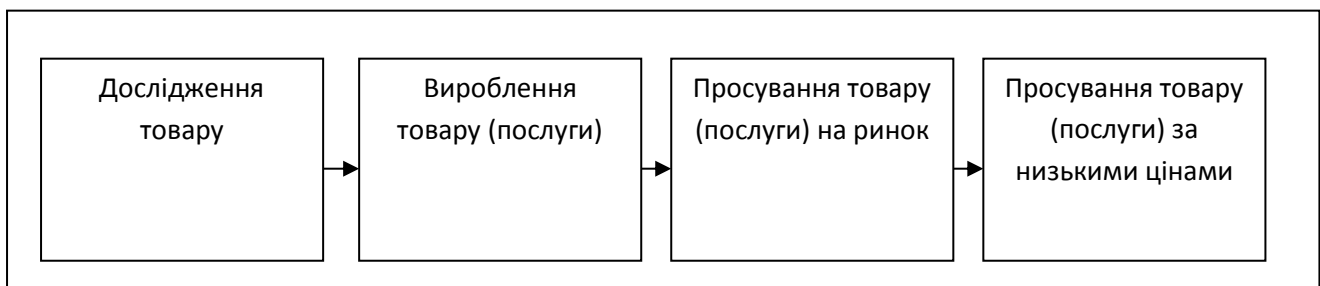 Дослідження
товару
Вироблення
товару (послуги)
Просування товару
(послуги) на ринок
Просування товару
(послуги) за
низькими цінами